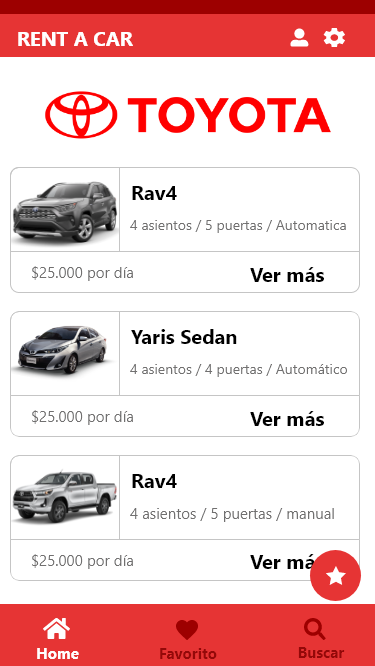 RENT A CAR
TOYOTA
Rav4
4 asientos / 5 puertas / Automatica
$25.000 por día
Ver más
Yaris Sedan
4 asientos / 4 puertas / Automático
$25.000 por día
Ver más
Rav4
4 asientos / 5 puertas / manual
$25.000 por día
Ver má
Home
Favorito
Buscar